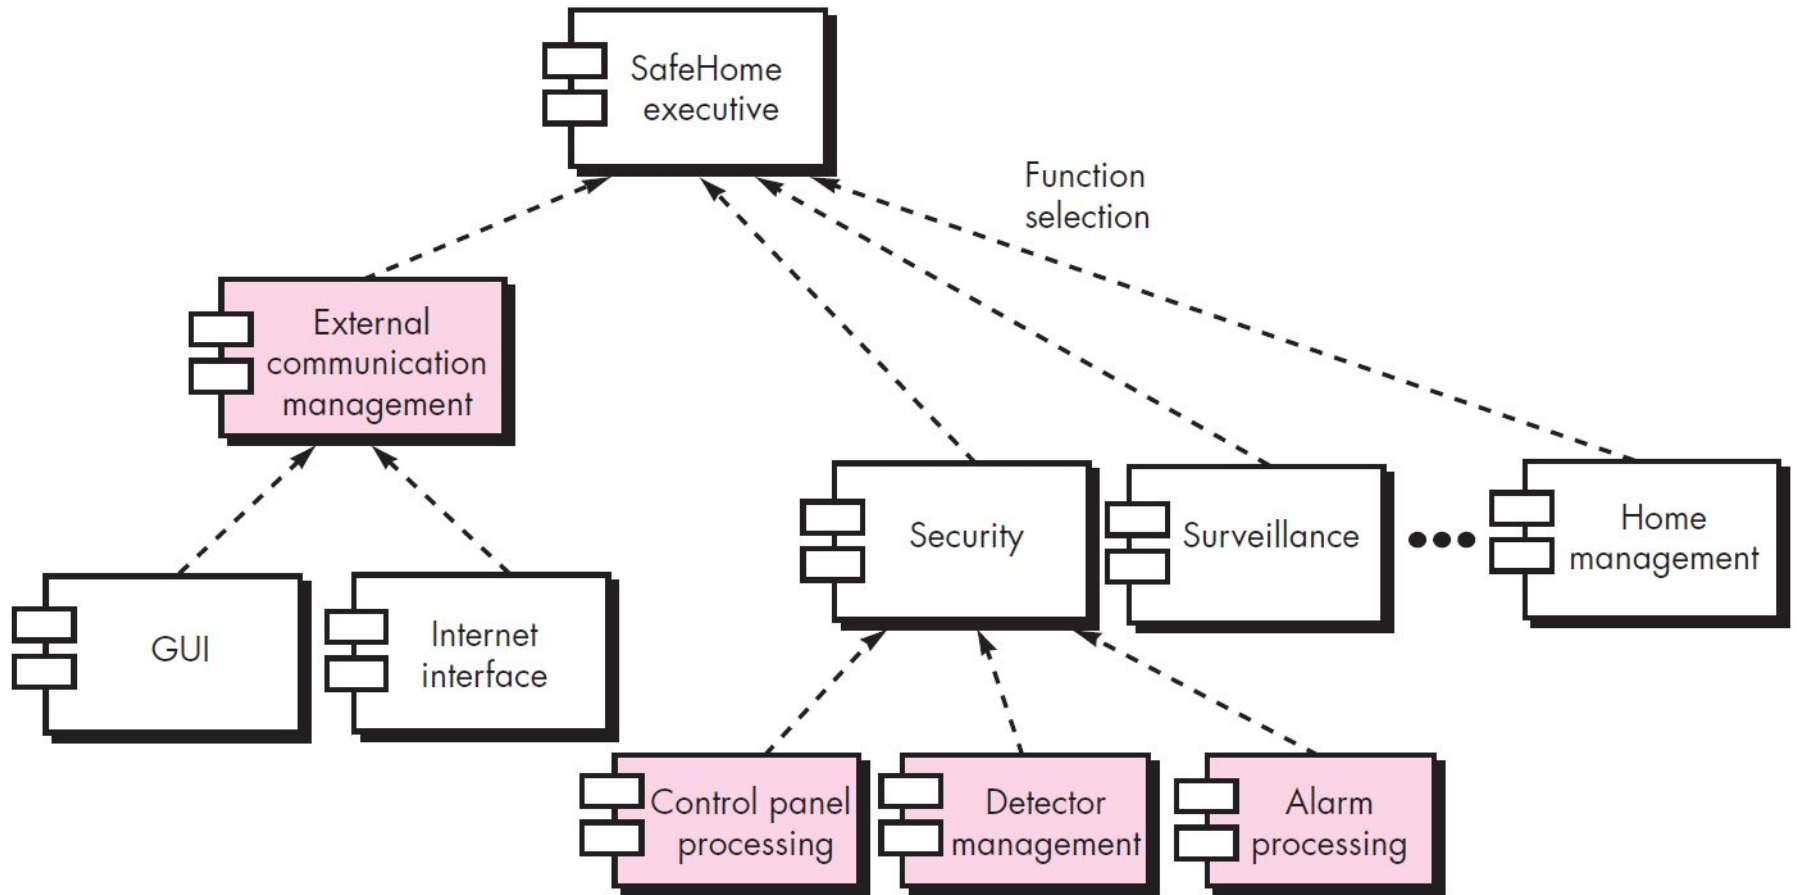 SafeHome
executive
Function
selection
External
communication
management
Security
Surveillance
Home
management
GUI
Internet
interface
Control panel
processing
Detector
management
Alarm
processing